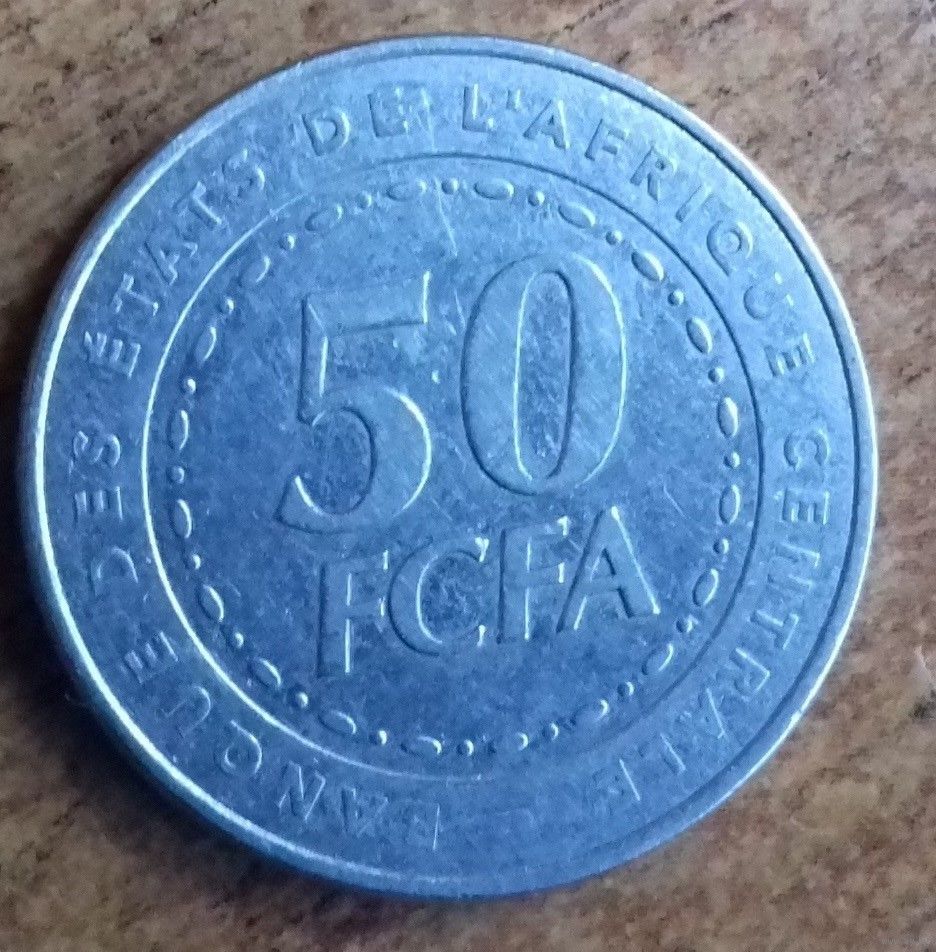 BANQUE DES ÉTATS DE L'AFRIQUE CENTRALE
50
FCFA